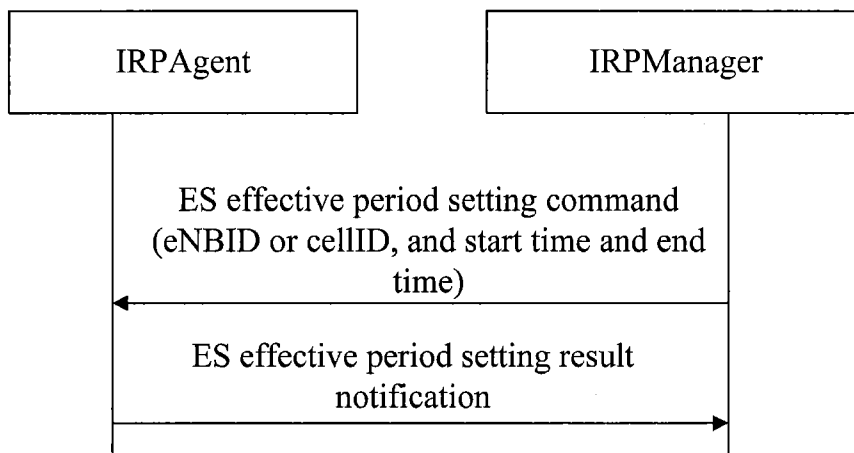 IRPAgent
IRPManager
ES effective period setting command
(eNBID or cellID, and start time and end
time)
ES effective period setting result
notification